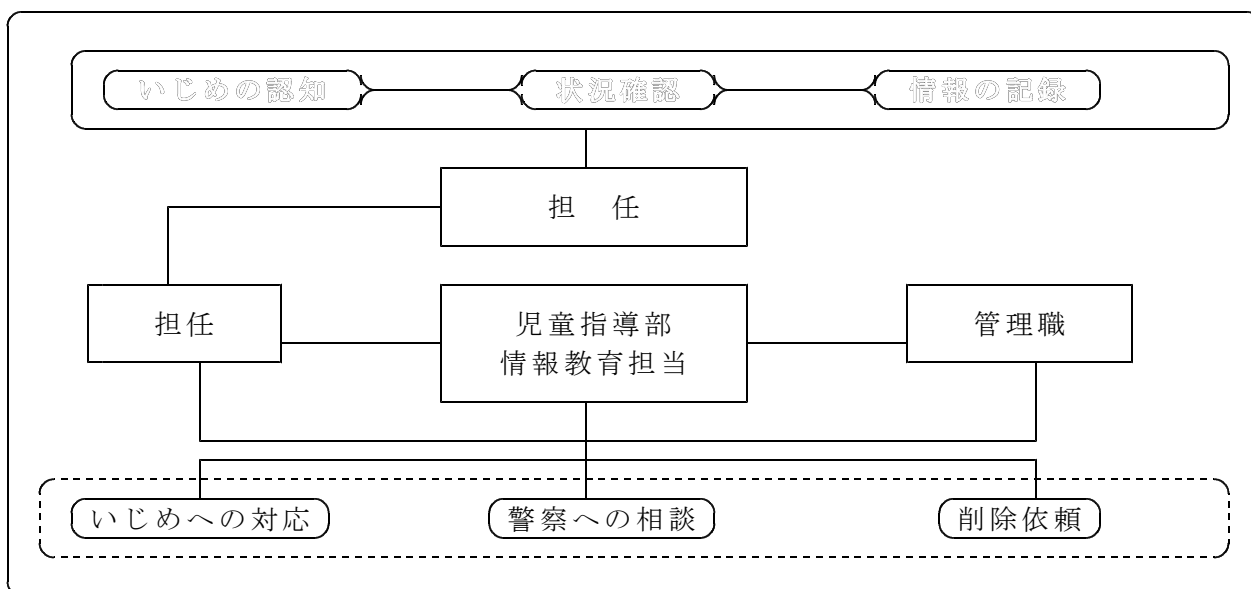 いじめの認知 状況確認 情報の記録
担 任
担任 児童指導部 管理職
情報教育担当
いじめへの対応 警察への相談 削除依頼